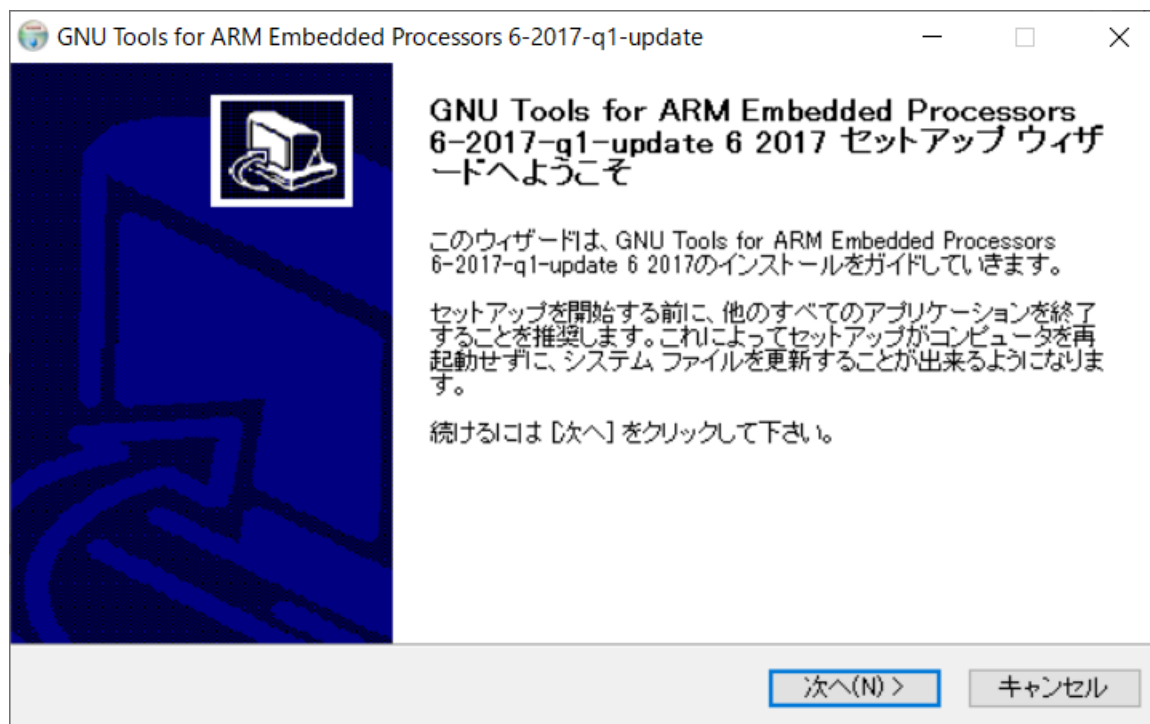 GNU Tools for ARM Embedded Processors 6-2017-q1-update
GNU Tools for ARM Embedded Processors
6-2017-q1-update 6 2017 セットアップ ウィザ
ードへようこそ
このウィザードは、GNU Tools for ARM Embedded Processors
6-2017-q1-update 6 2017のインストールをガイドしていきます。
セットアップを開始する前に、他のすべてのアプリケーションを終了
することを推奨します。これによってセットアップがコンピュータを再
起動せずに、システム ファイルを更新することが出来るようになりま
す。
続けるには [次へ] をクリックして下さい。
次へ(N) >
キャンセル